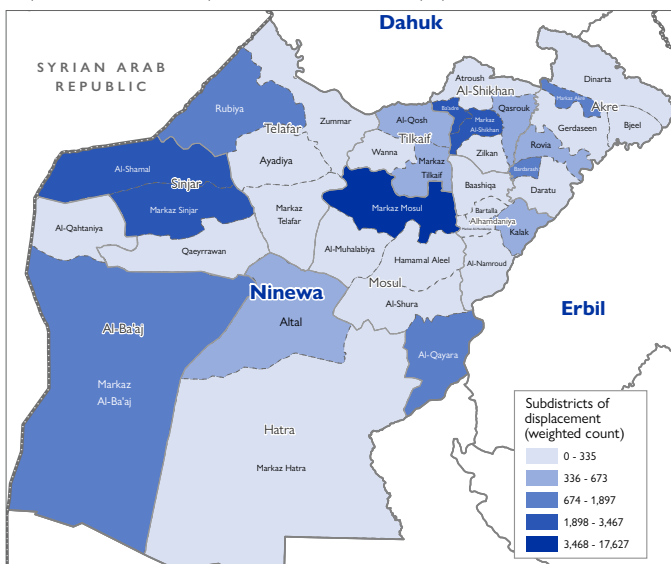 Dahuk
SYRIAN ARAB
REPUBLIC
Dinarta
Atroush
Al-Shikhan
Rubiya
Ba'adre
Qasrouk
Markaz Akre
Akre
Zummar
Al-Qosh
Markaz
Al-Shikhan
Gerdaseen
Bjeel
Telafar
Tilkaif
Rovia
Wanna
Zilkan
Ayadiya
Markaz
Tilkaif
Al-Shamal
Bardarash
Sinjar
Baashiqa
Daratu
Markaz Sinjar
Markaz Mosul
Bartalla
Al-Qahtaniya
Markaz
Telafar
Alhamdaniya
Kalak
Qaeyrrawan
Al-Muhalabiya
Hamamal Aleel
Al-Namroud
Mosul
Ninewa
Al-Shura
Erbil
Al-Ba'aj
Altal
Al-Qayara
Markaz
Al-Ba'aj
Hatra
Markaz Hatra
Subdistricts of
displacement
(weighted count)
0 - 335
336 - 673
674 - 1,897
1,898 - 3,467
3,468 - 17,627